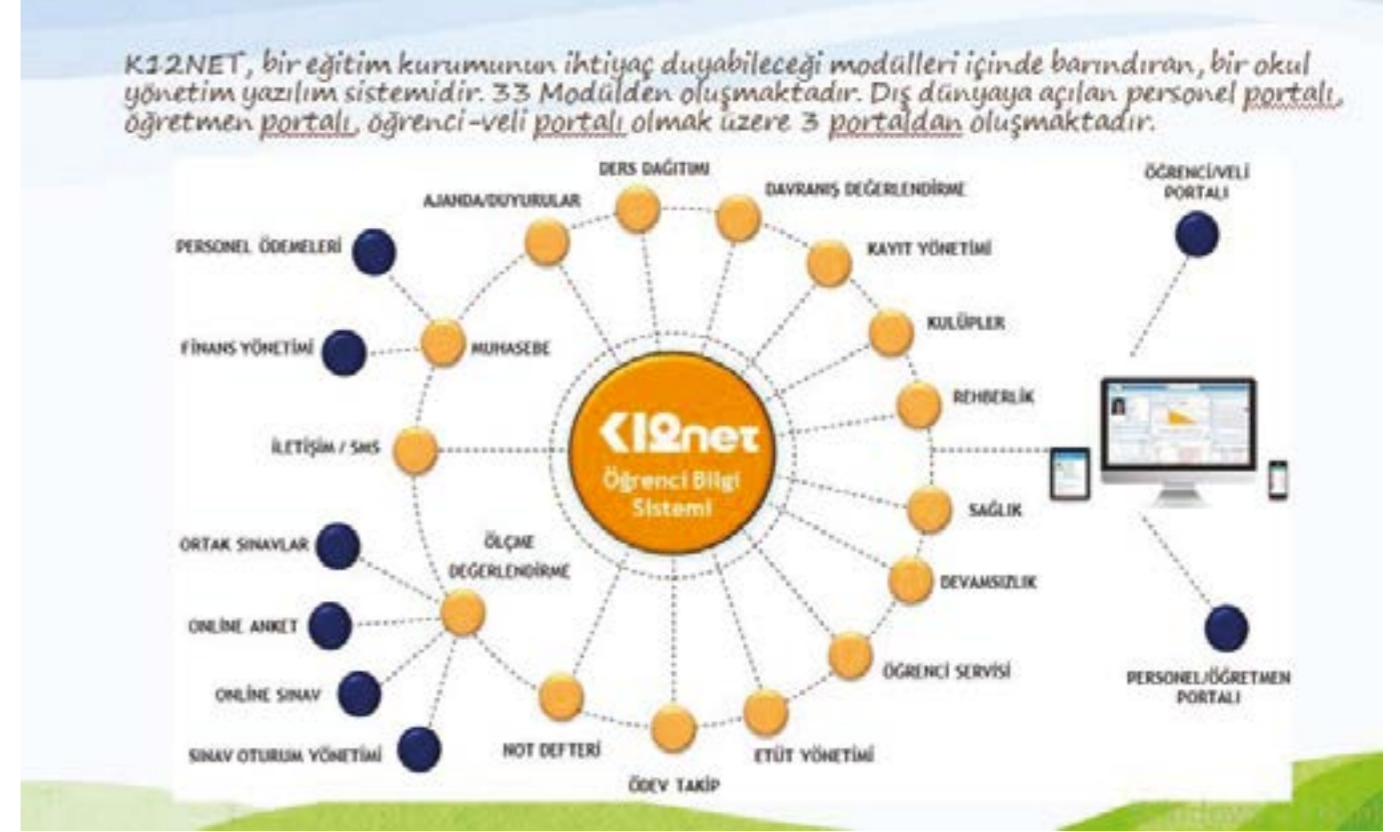 K12NET, bir eğitim kurumunun ihtiyaç duyabileceği modülleri içinde barındıran, bir okul
yönetim yazılım sistemidir. 33 Modülden oluşmaktadır. Dış dünyaya açılan personel portalı,
öğretmen portalı, öğrenci-veli portalı olmak üzere 3 portaldan oluşmaktadır.
DERS DAĞITIMI
ÖĞRENCİ/VELİ
PORTALI
AJANDA/DUYURULAR
DAVRANIŞ DEĞERLENDİRME
PERSONEL ÖDEMELERİ
KAYIT YÖNETİMİ
KULÜPLER
FİNANS YÖNETİMİ
MUHASEBE
REHBERLİK
İLETİŞİM / SMS
K12net
Öğrenci Bilgi
Sistemi
SAĞLIK
ORTAK SINAVLAR
ÖLÇME
DEĞERLENDİRME
DEVAMSIZLIK
ONLİNE ANKET
ÖĞRENCİ SERVİSİ
PERSONEL/ÖĞRETMEN
PORTALI
ONLİNE SINAV
SINAV OTURUM YÖNETİMİ
NOT DEFTERİ
ETÜT YÖNETİMİ
ÖDEV TAKİP